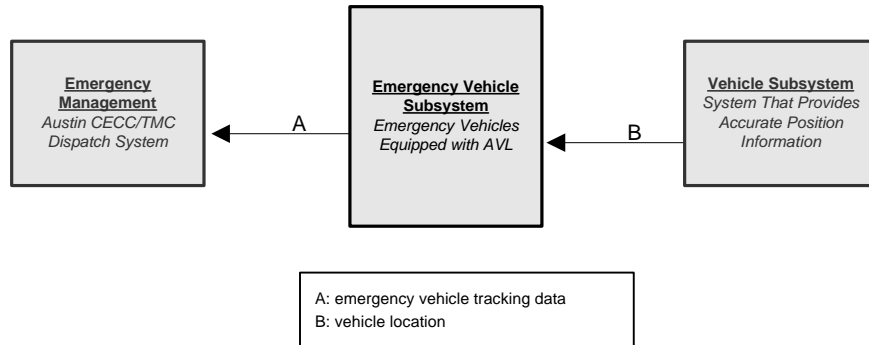 Emergency
Management
Austin CECC/TMC
Dispatch System
A
Emergency Vehicle
Subsystem
Emergency Vehicles
Equipped with AVL
B
Vehicle Subsystem
System That Provides
Accurate Position
Information
A: emergency vehicle tracking data
B: vehicle location